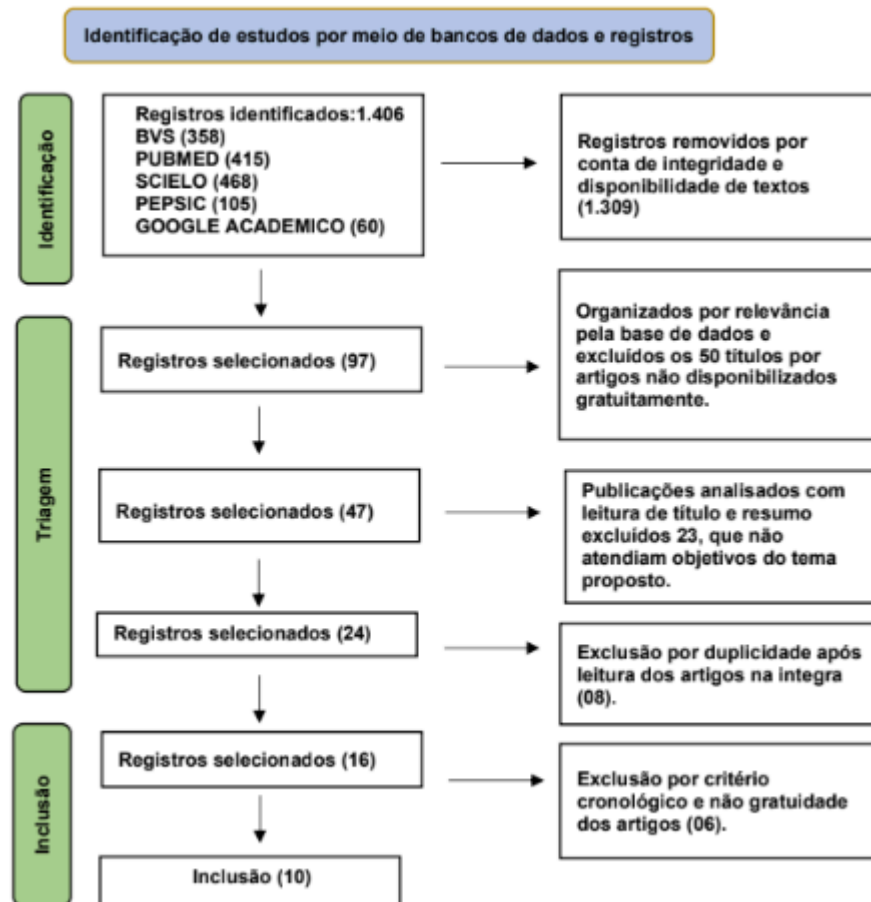 Identificação de estudos por meio de bancos de dados e registros
Identificação
Registros identificados:1.406
BVS (358)
PUBMED (415)
SCIELO (468)
PEPSIC (105)
GOOGLE ACADEMICO (60)
Registros removidos por
conta de integridade e
disponibilidade de textos
(1.309)
Triagem
Registros selecionados (97)
Organizados por relevância
pela base de dados e
excluídos os 50 títulos por
artigos não disponibilizados
gratuitamente.
Registros selecionados (47)
Publicações analisados com
leitura de título e resumo
excluídos 23, que não
atendiam objetivos do tema
proposto.
Registros selecionados (24)
Exclusão por duplicidade após
leitura dos artigos na integra
(08).
Inclusão
Registros selecionados (16)
Exclusão por critério
cronológico e não gratuidade
dos artigos (06).
Inclusão (10)